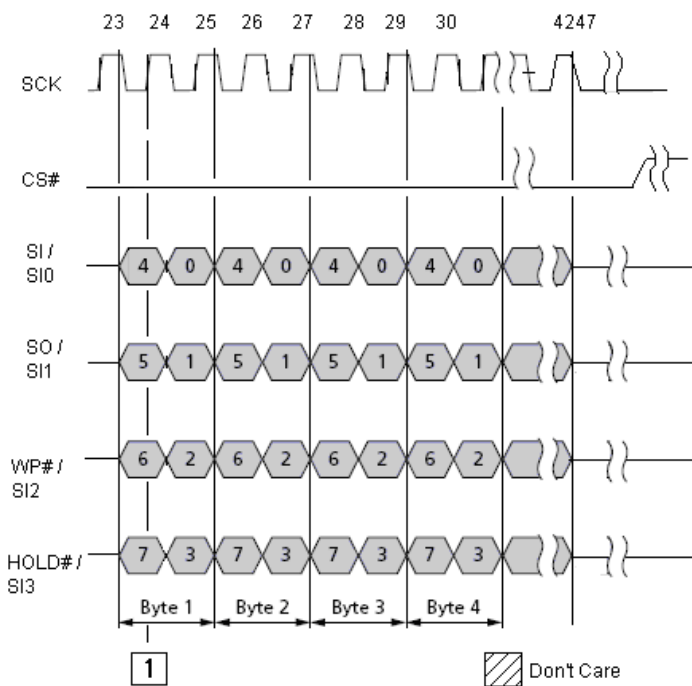 23 24 25 26 27 28 29 30 4247
SCK
CS#
SI /
SI0
4 0 4 0 4 0 4 0
SO /
SI1
5 1 5 1 5 1 5 1
WP# /
SI2
6 2 6 2 6 2 6 2
HOLD# /
SI3
7 3 7 3 7 3 7 3
Byte 1 Byte 2 Byte 3 Byte 4
1
Don't Care